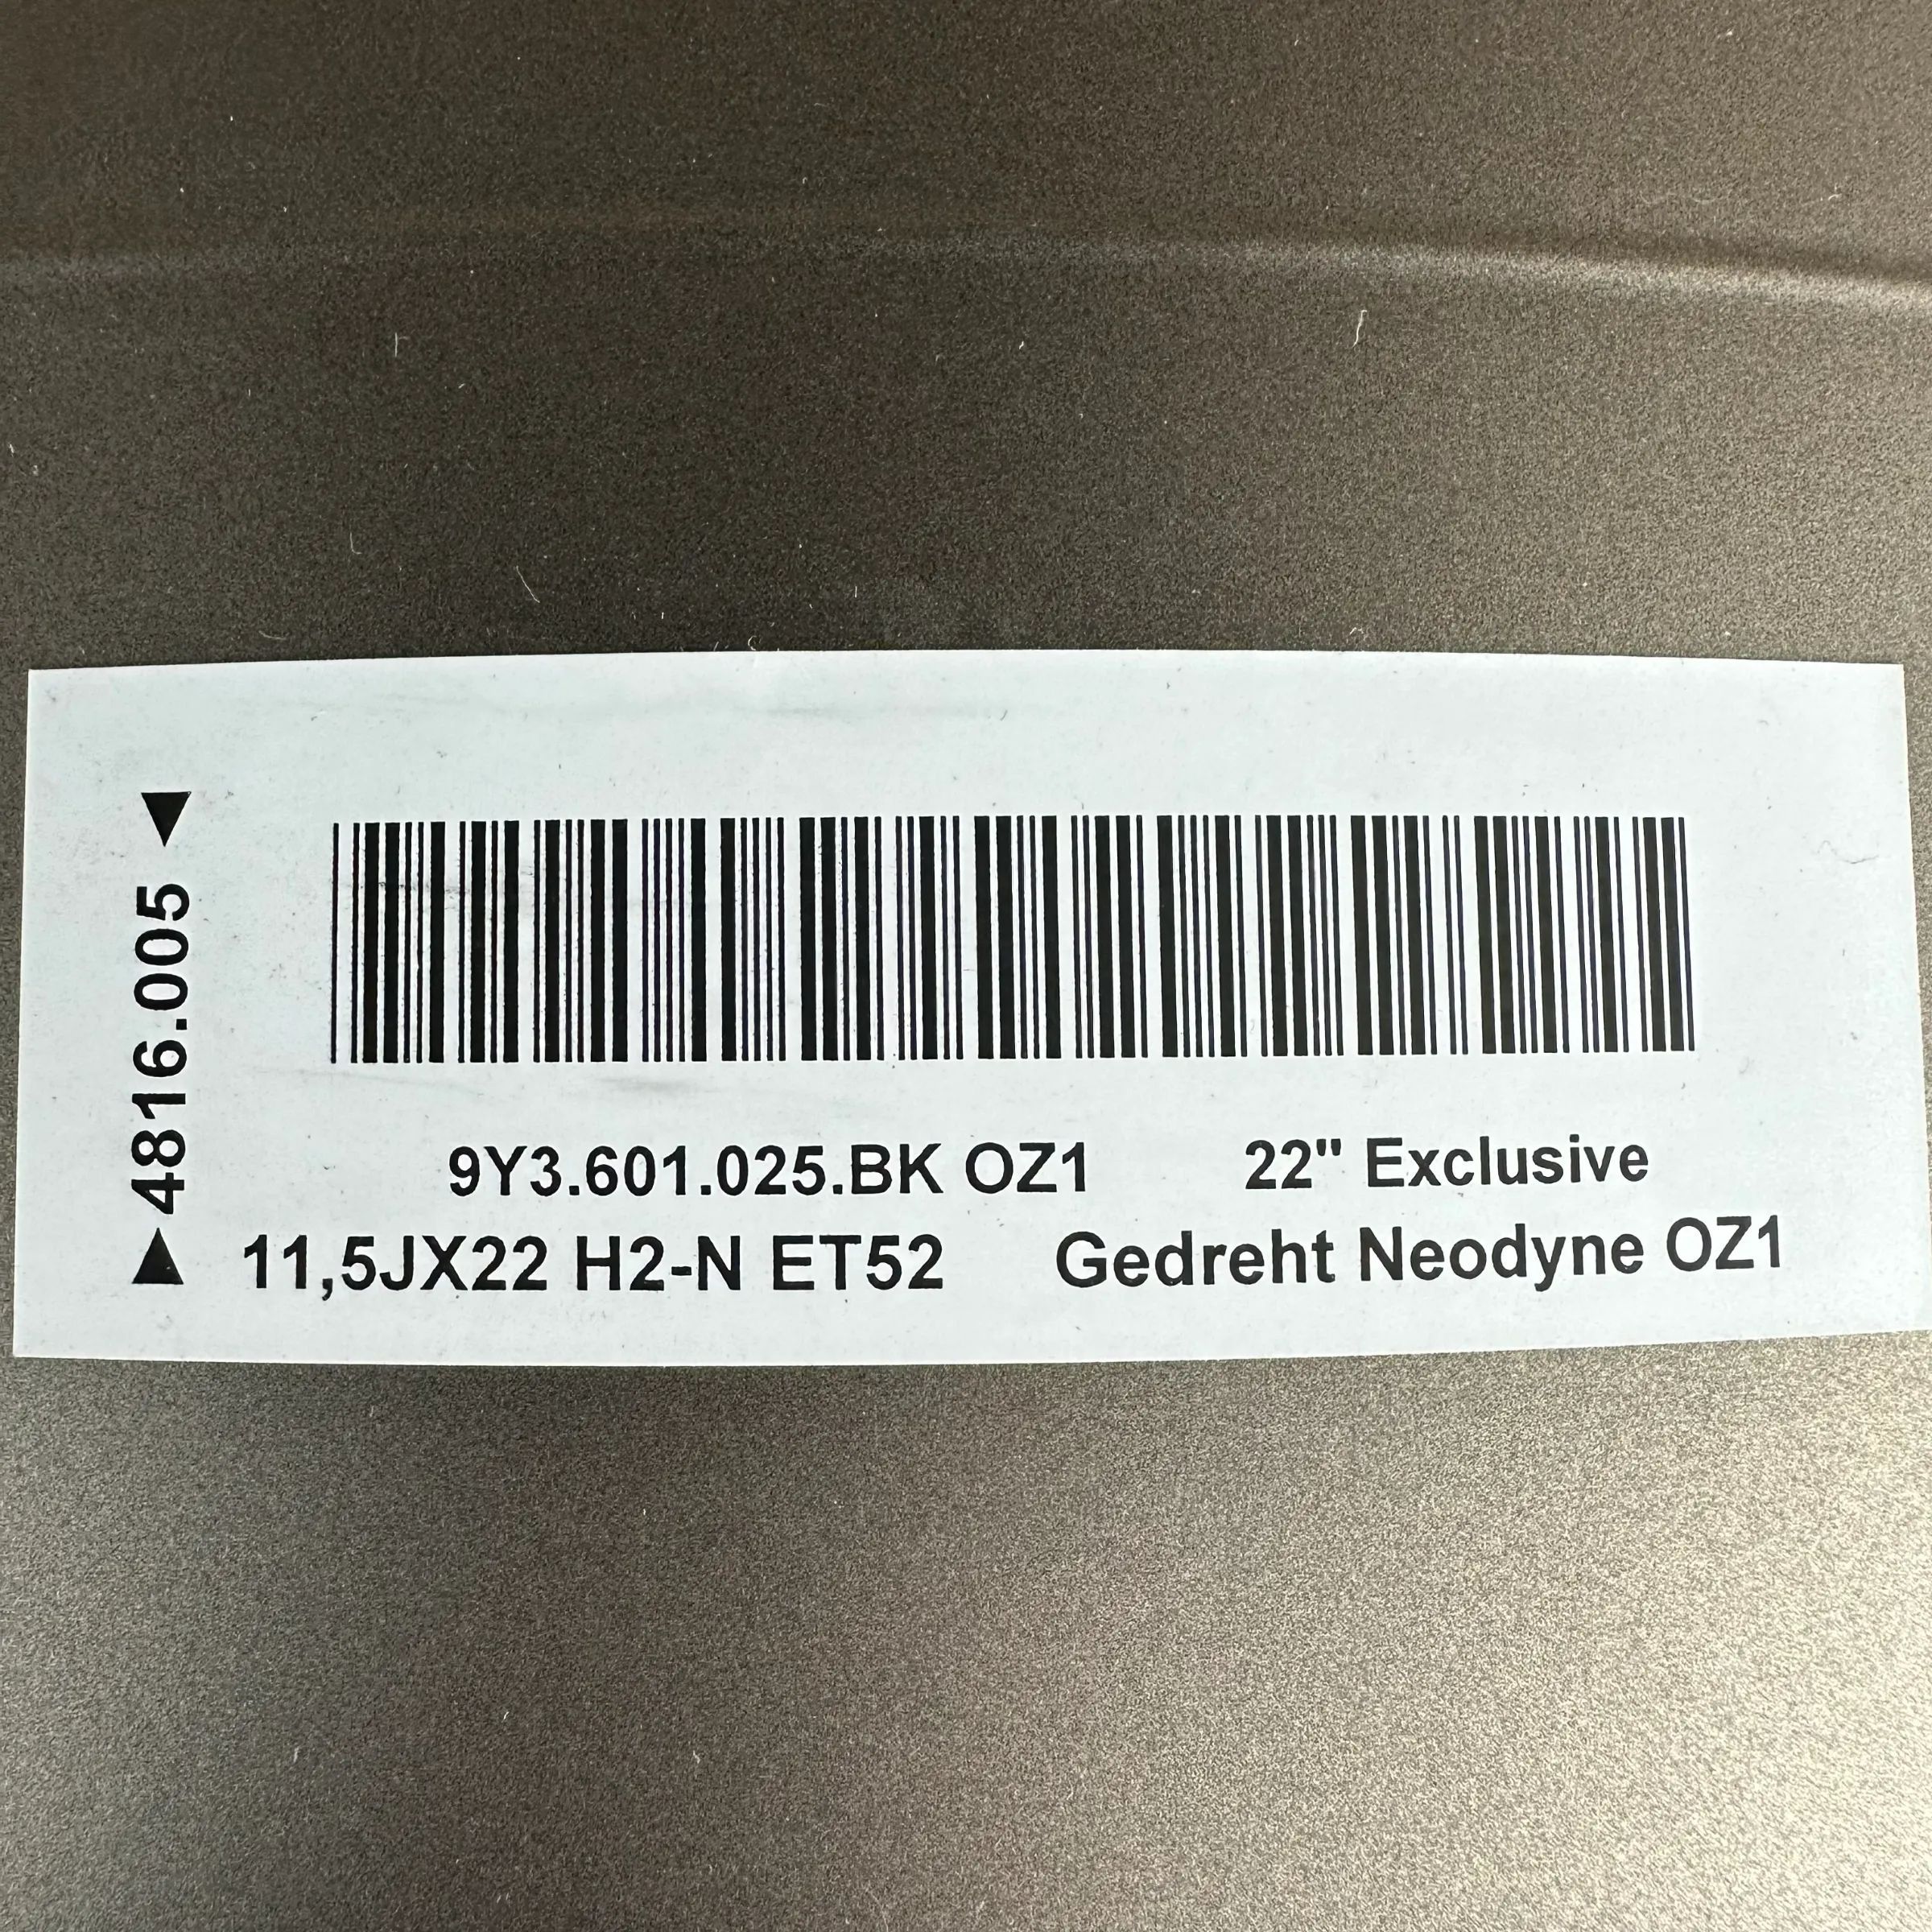 4816.005
9Y3.601.025.BK OZ1 22" Exclusive
11,5JX22 H2-N ET52 Gedreht Neodyne OZ1